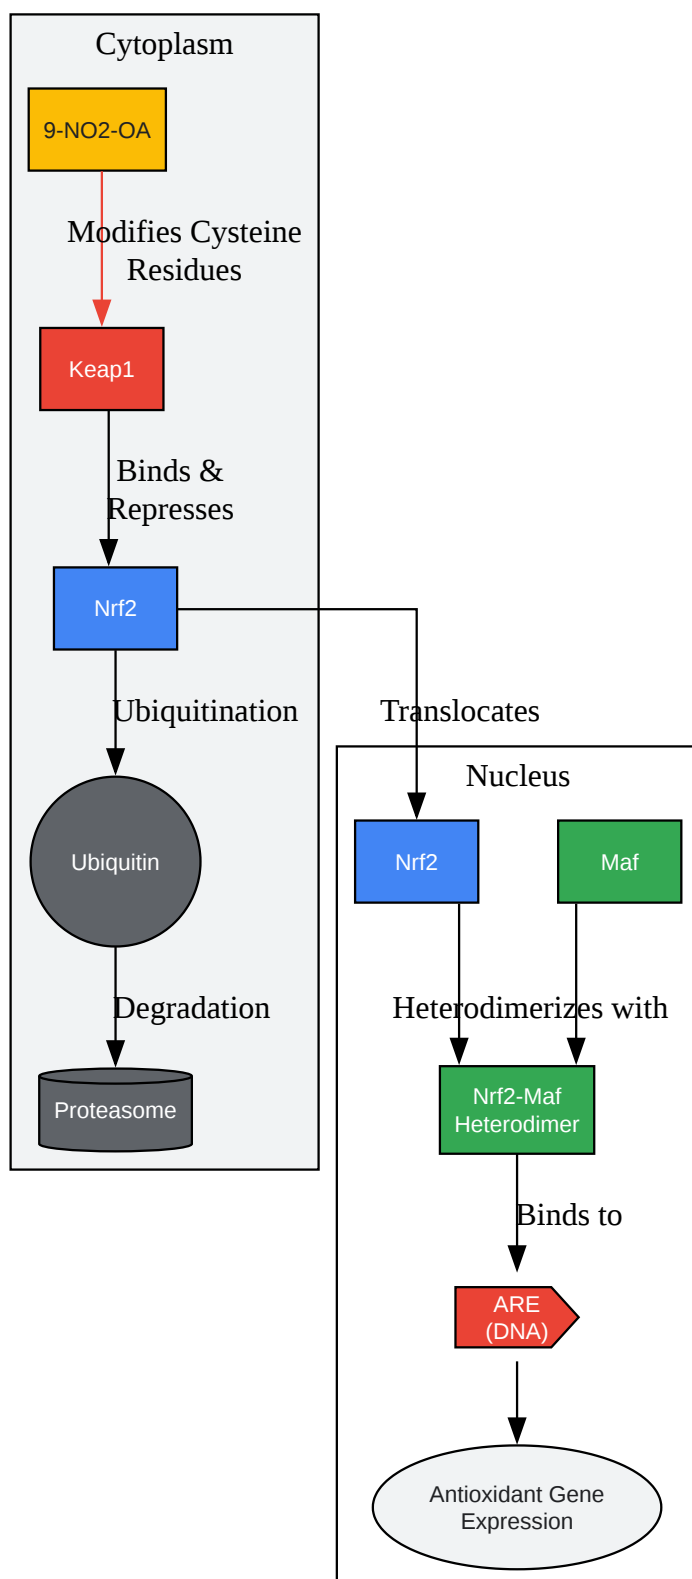 Cytoplasm
9-NO2-OA
Modifies Cysteine
Residues
Keap1
Binds &
Represses
Nrf2
Ubiquitination
Translocates
Nucleus
Ubiquitin
Nrf2
Maf
Degradation
Heterodimerizes with
Proteasome
Nrf2-Maf
Heterodimer
Binds to
ARE
(DNA)
Antioxidant Gene
Expression